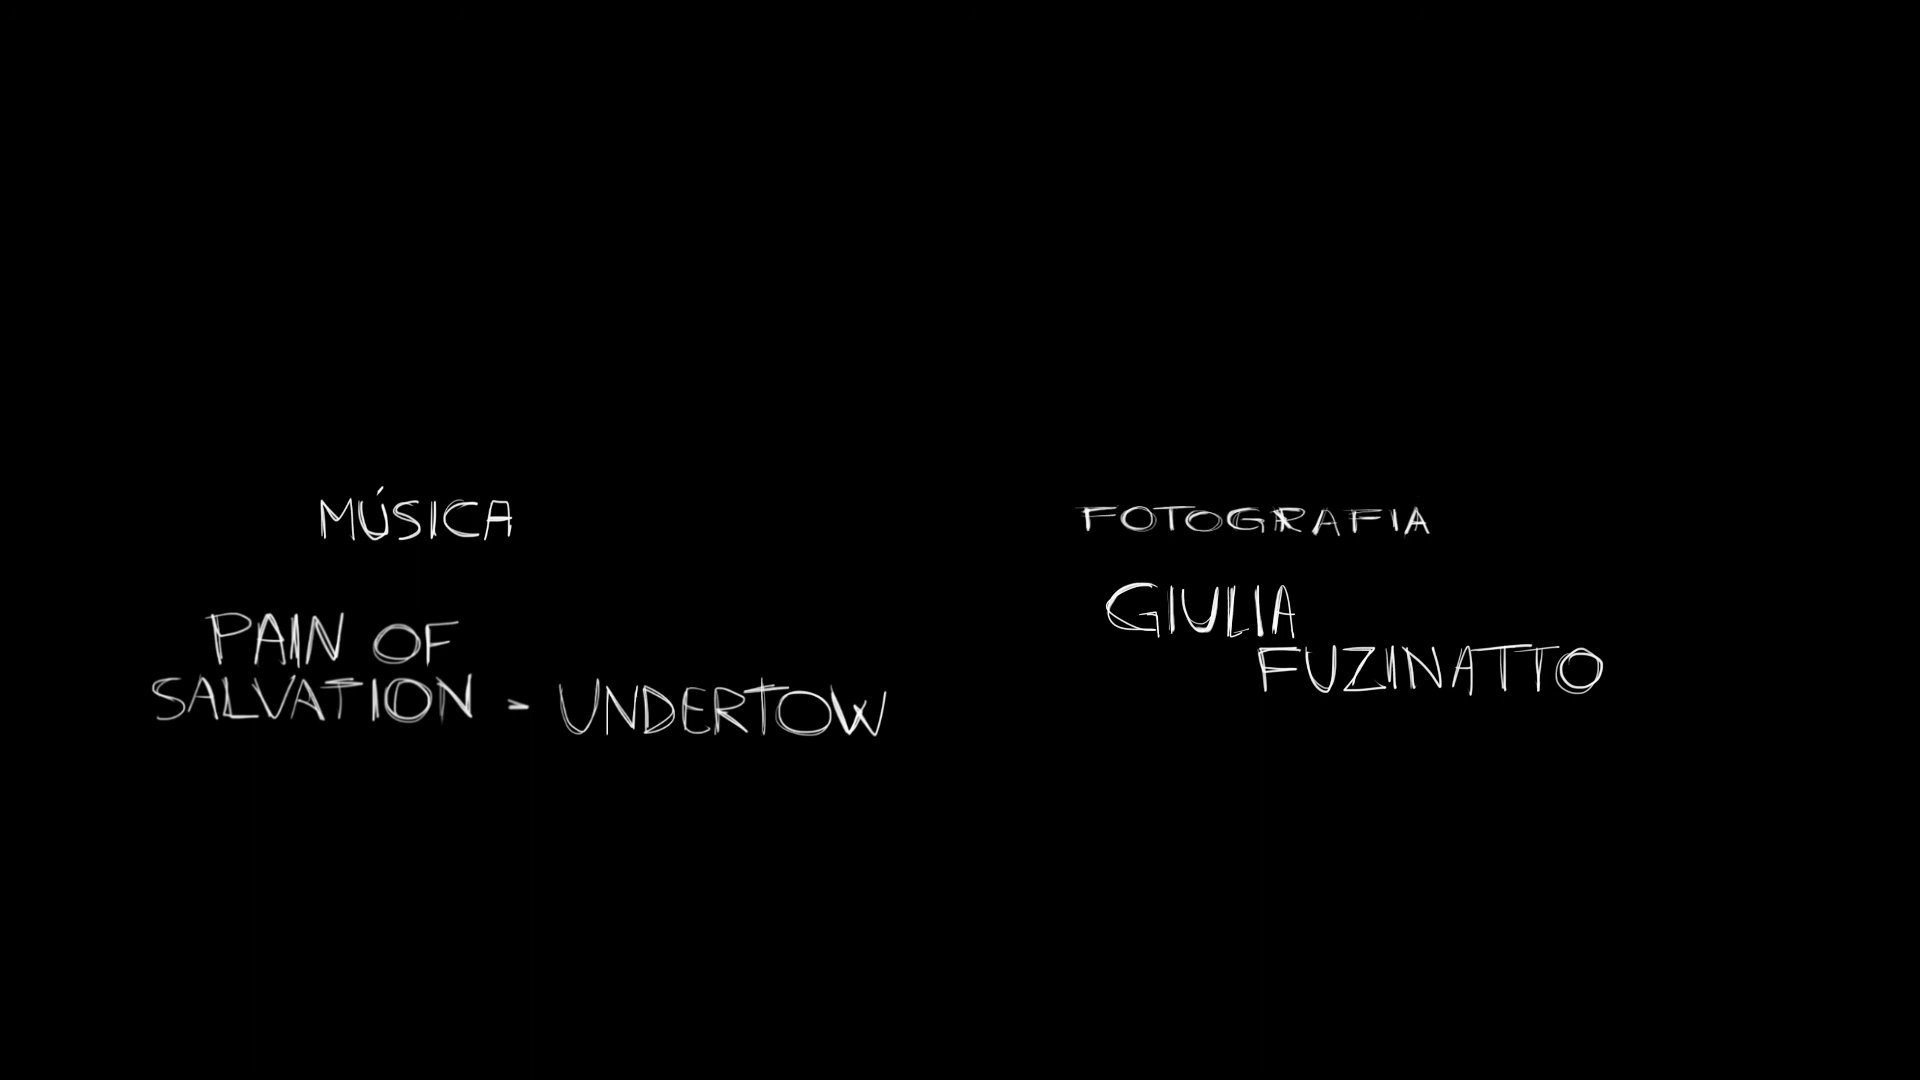 MÚSICA
PAIN OF
SALVATION - UNDERTOW
FOTOGRAFIA
GIULIA
FUZINATTO